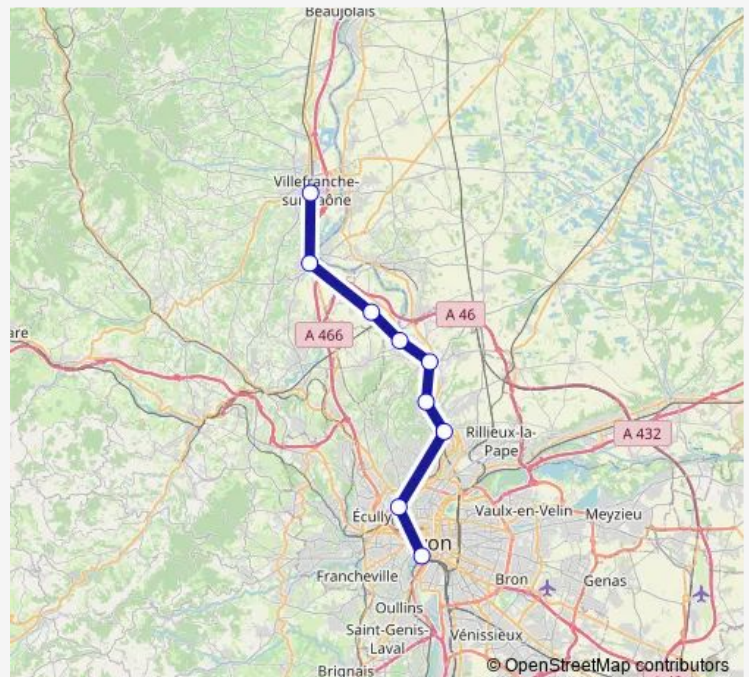 Beaujolais
Villefranche-
sur-Saône
A 46
are
A 466
Rillieux-la-
Pape
A 432
Écully
Vaulx-en-Velin
Meyzieu
Francheville
Bron
Genas
Oullins
Saint-Genis-
Laval
Vénissieux
Brignais
© OpenStreetMap contributors